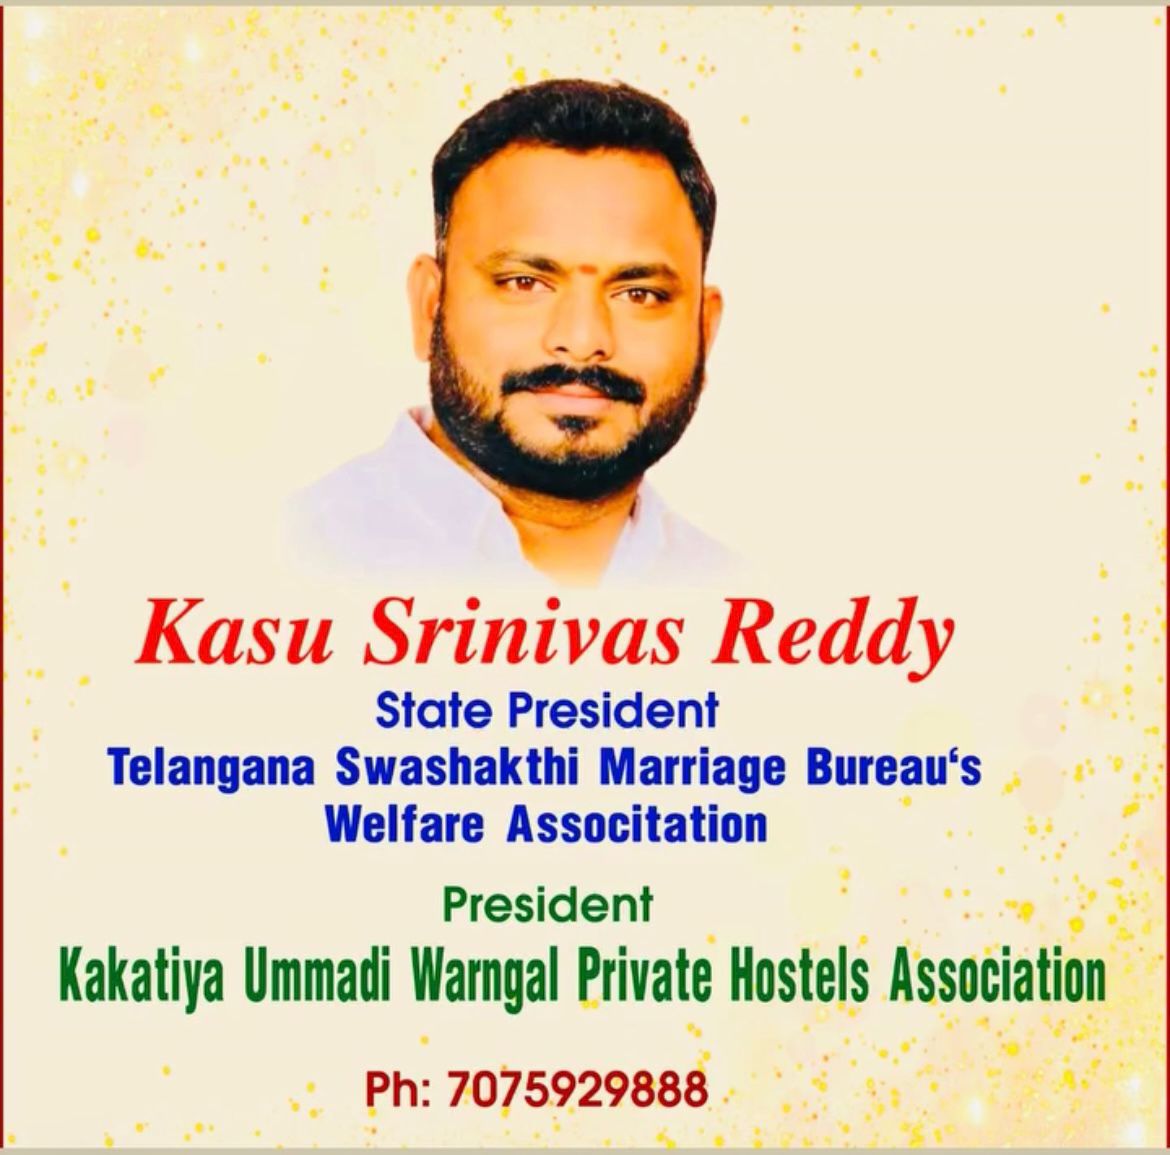 Kasu Srinivas Reddy
State President
Telangana Swashakthi Marriage Bureau‘s
Welfare Associtation
President
Kakatiya Ummadi Warngal Private Hostels Association
Ph: 7075929888